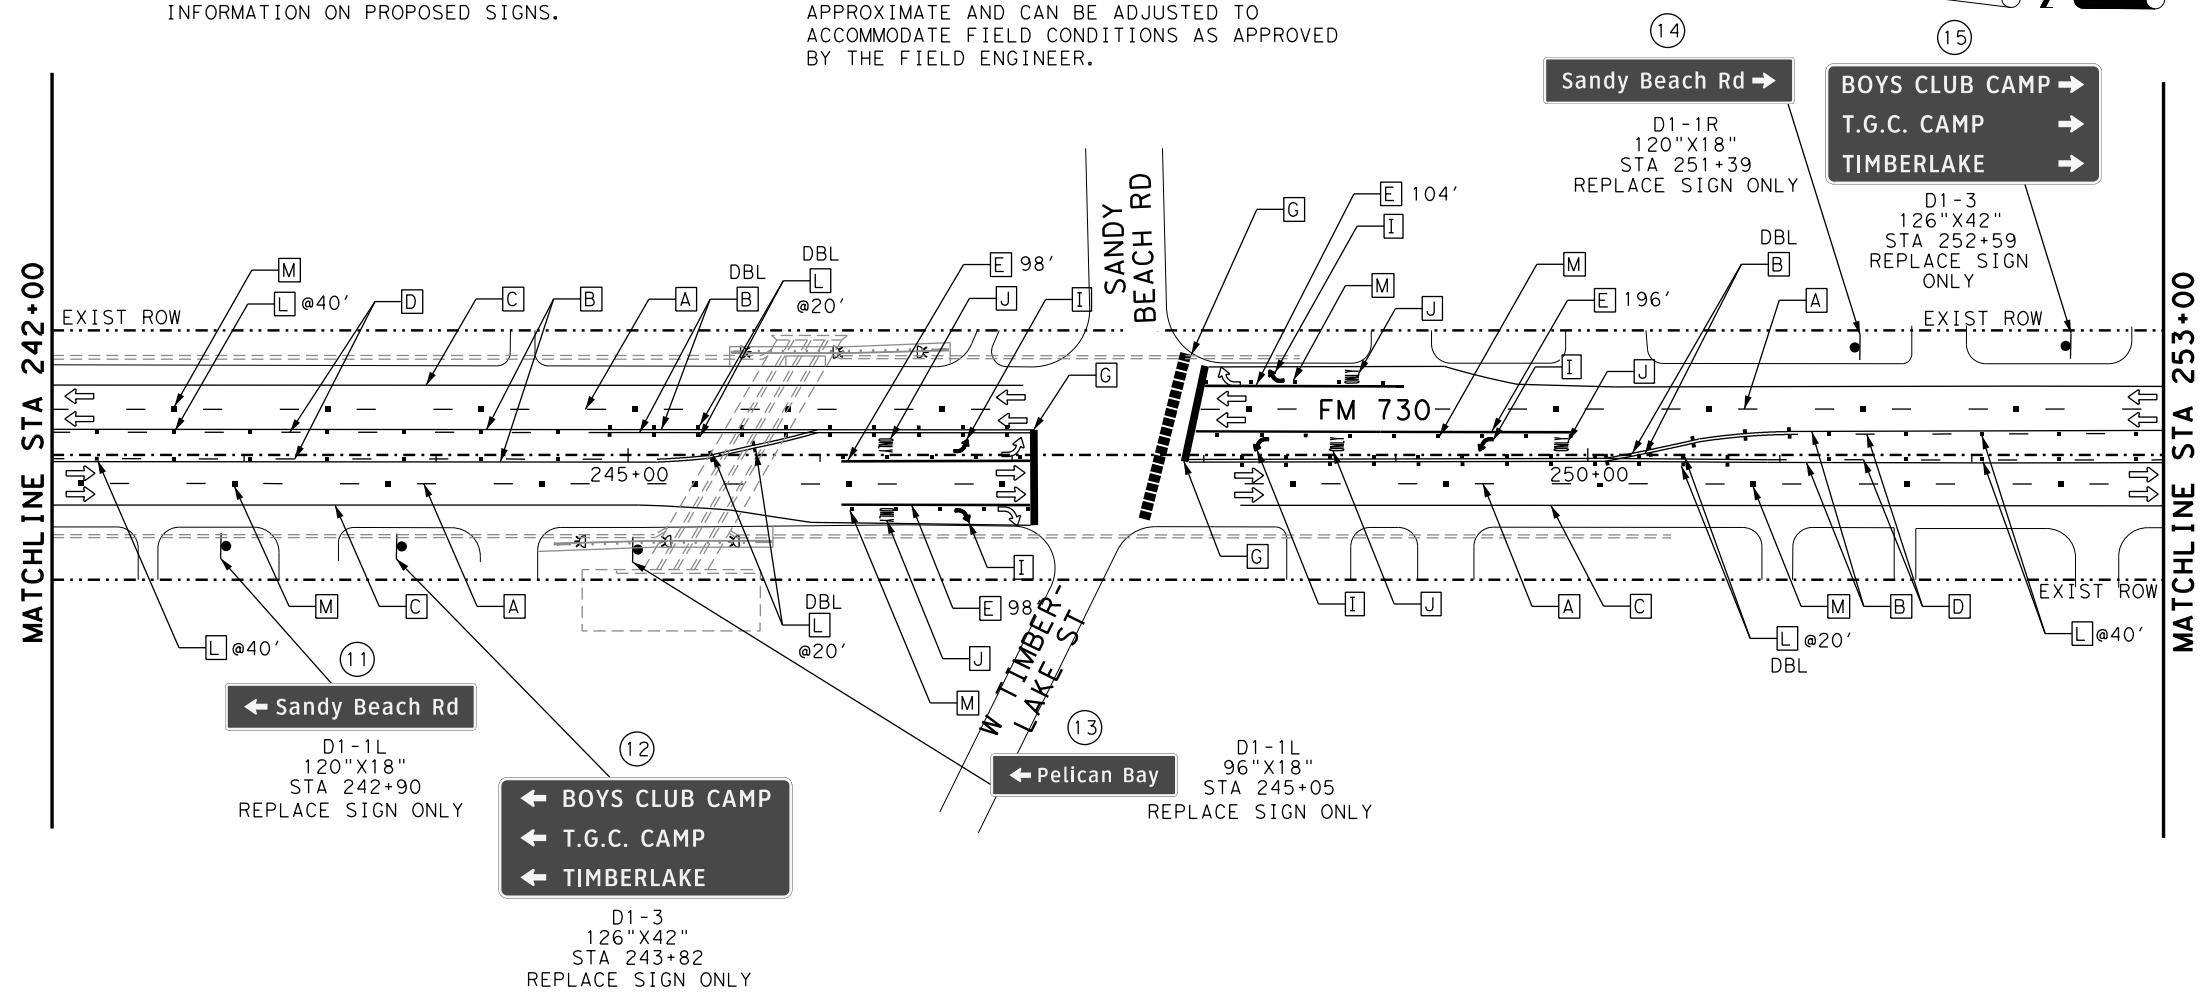 INFORMATION ON PROPOSED SIGNS.
APPROXIMATE AND CAN BE ADJUSTED TO
ACCOMMODATE FIELD CONDITIONS AS APPROVED
BY THE FIELD ENGINEER.
14
15
Sandy Beach Rd →
BOYS CLUB CAMP →
T.G.C. CAMP →
TIMBERLAKE →
D1-1R
120"X18"
STA 251+39
REPLACE SIGN ONLY
D1-3
126"X42"
STA 252+59
REPLACE SIGN
ONLY
MATCHLINE STA 242+00
MATCHLINE STA 253+00
SANDY
BEACH RD
G
E 104'
I
M
J
M
E 196'
I
J
DBL
B
A
EXIST ROW
EXIST ROW
M
L @40'
D
C
B
A
DBL
B
DBL
L
@20'
E 98'
J
I
G
FM 730
245+00
250+00
L @40'
M
C
A
DBL
L
@20'
I
E 98'
J
M
G
I
J
A
C
L @20'
DBL
M
B
D
L @40'
EXIST ROW
W TIMBER-
LAKE ST
11
← Sandy Beach Rd
D1-1L
120"X18"
STA 242+90
REPLACE SIGN ONLY
12
← BOYS CLUB CAMP
← T.G.C. CAMP
← TIMBERLAKE
D1-3
126"X42"
STA 243+82
REPLACE SIGN ONLY
13
← Pelican Bay
D1-1L
96"X18"
STA 245+05
REPLACE SIGN ONLY